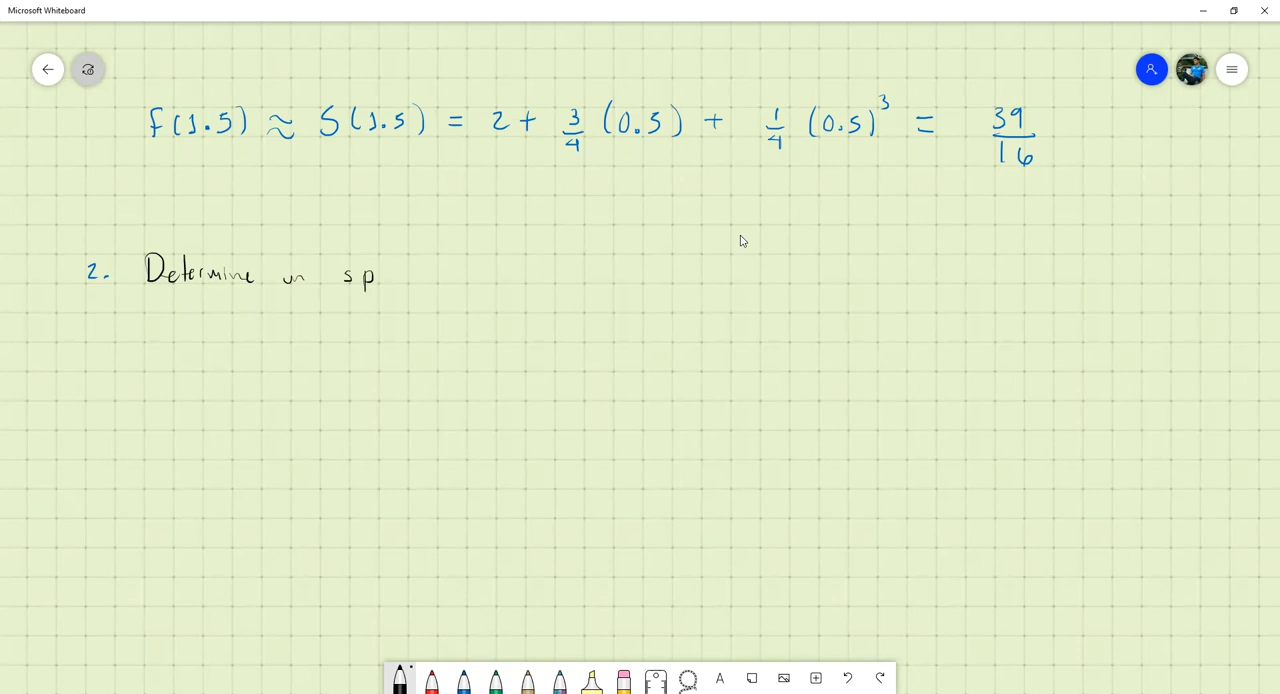 Microsoft Whiteboard
f(1.5) ≈ S(1.5) = 2 + 3/4 (0.5) + 1/4 (0.5)³ = 39/16
2. Determine un sp